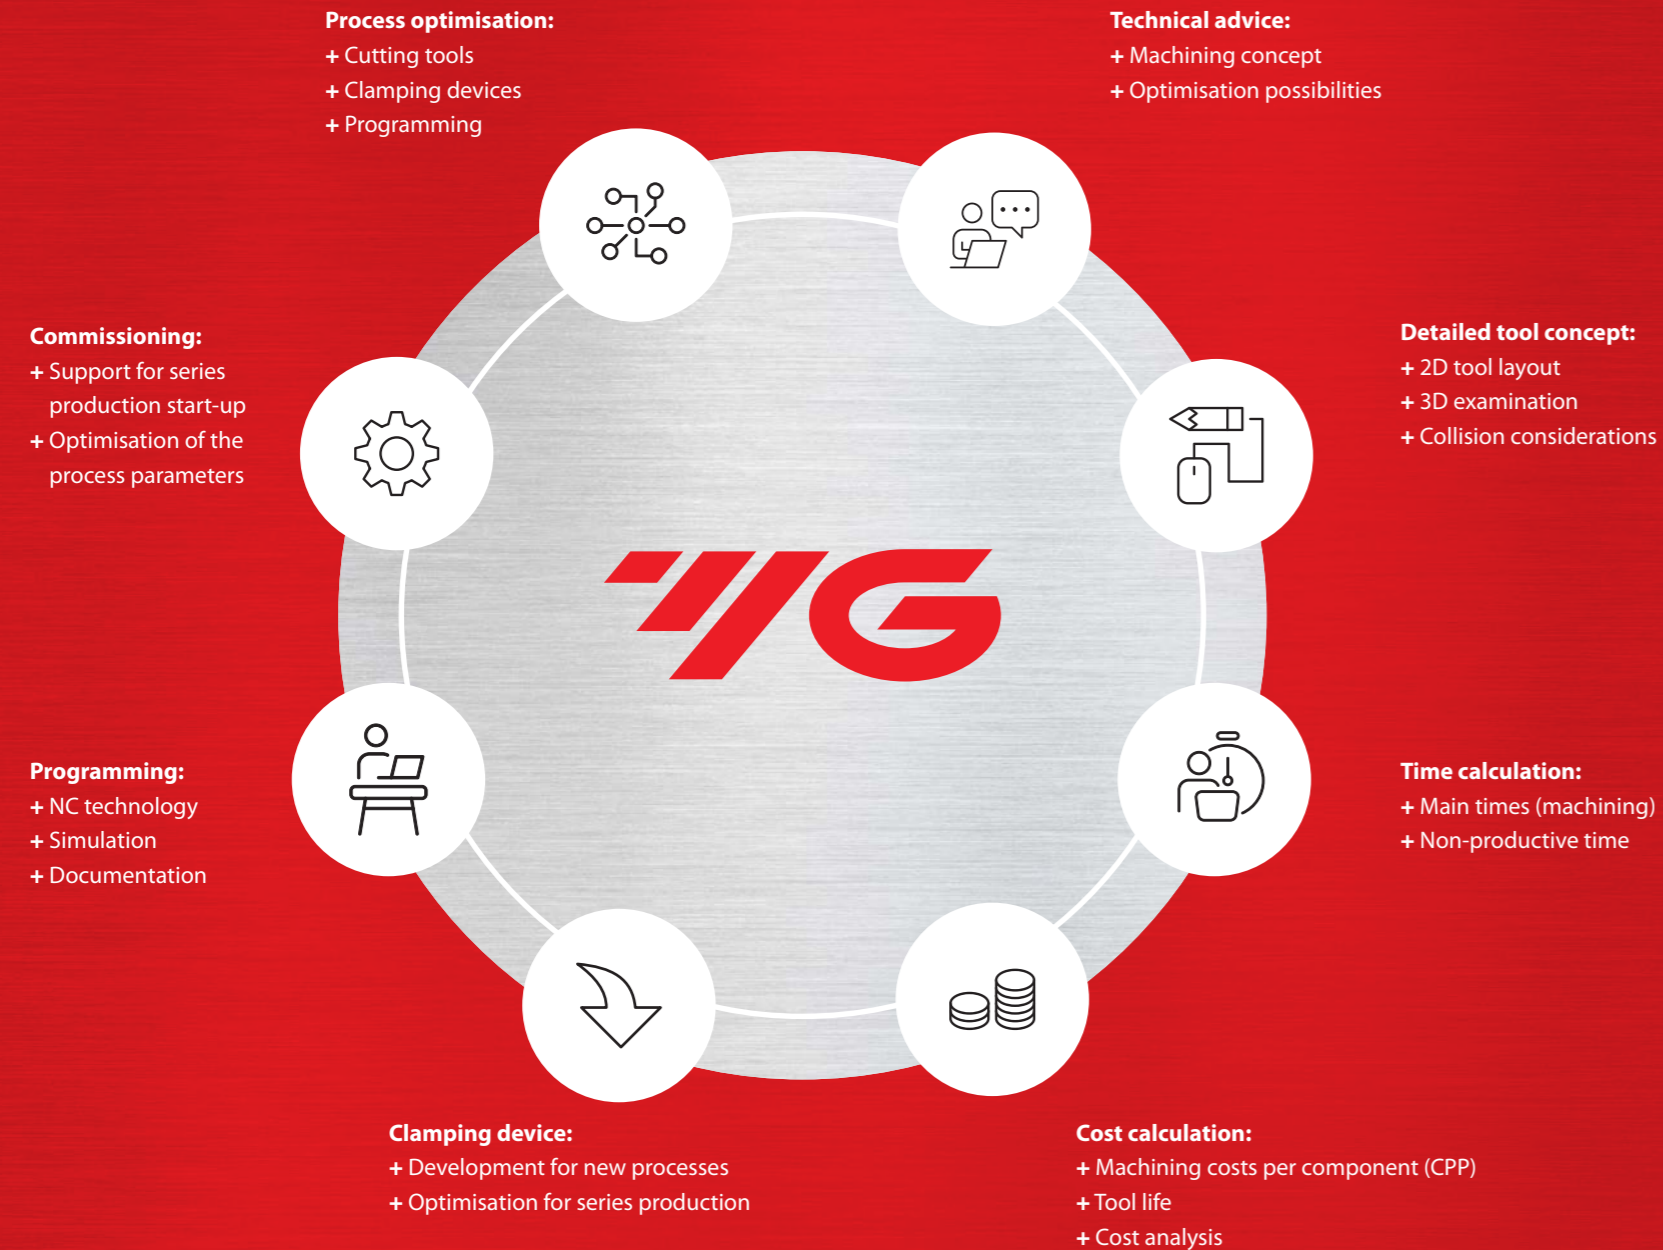 Process optimisation:
+ Cutting tools
+ Clamping devices
+ Programming
Technical advice:
+ Machining concept
+ Optimisation possibilities
Commissioning:
+ Support for series
production start-up
+ Optimisation of the
process parameters
Detailed tool concept:
+ 2D tool layout
+ 3D examination
+ Collision considerations
YG
Programming:
+ NC technology
+ Simulation
+ Documentation
Time calculation:
+ Main times (machining)
+ Non-productive time
Clamping device:
+ Development for new processes
+ Optimisation for series production
Cost calculation:
+ Machining costs per component (CPP)
+ Tool life
+ Cost analysis